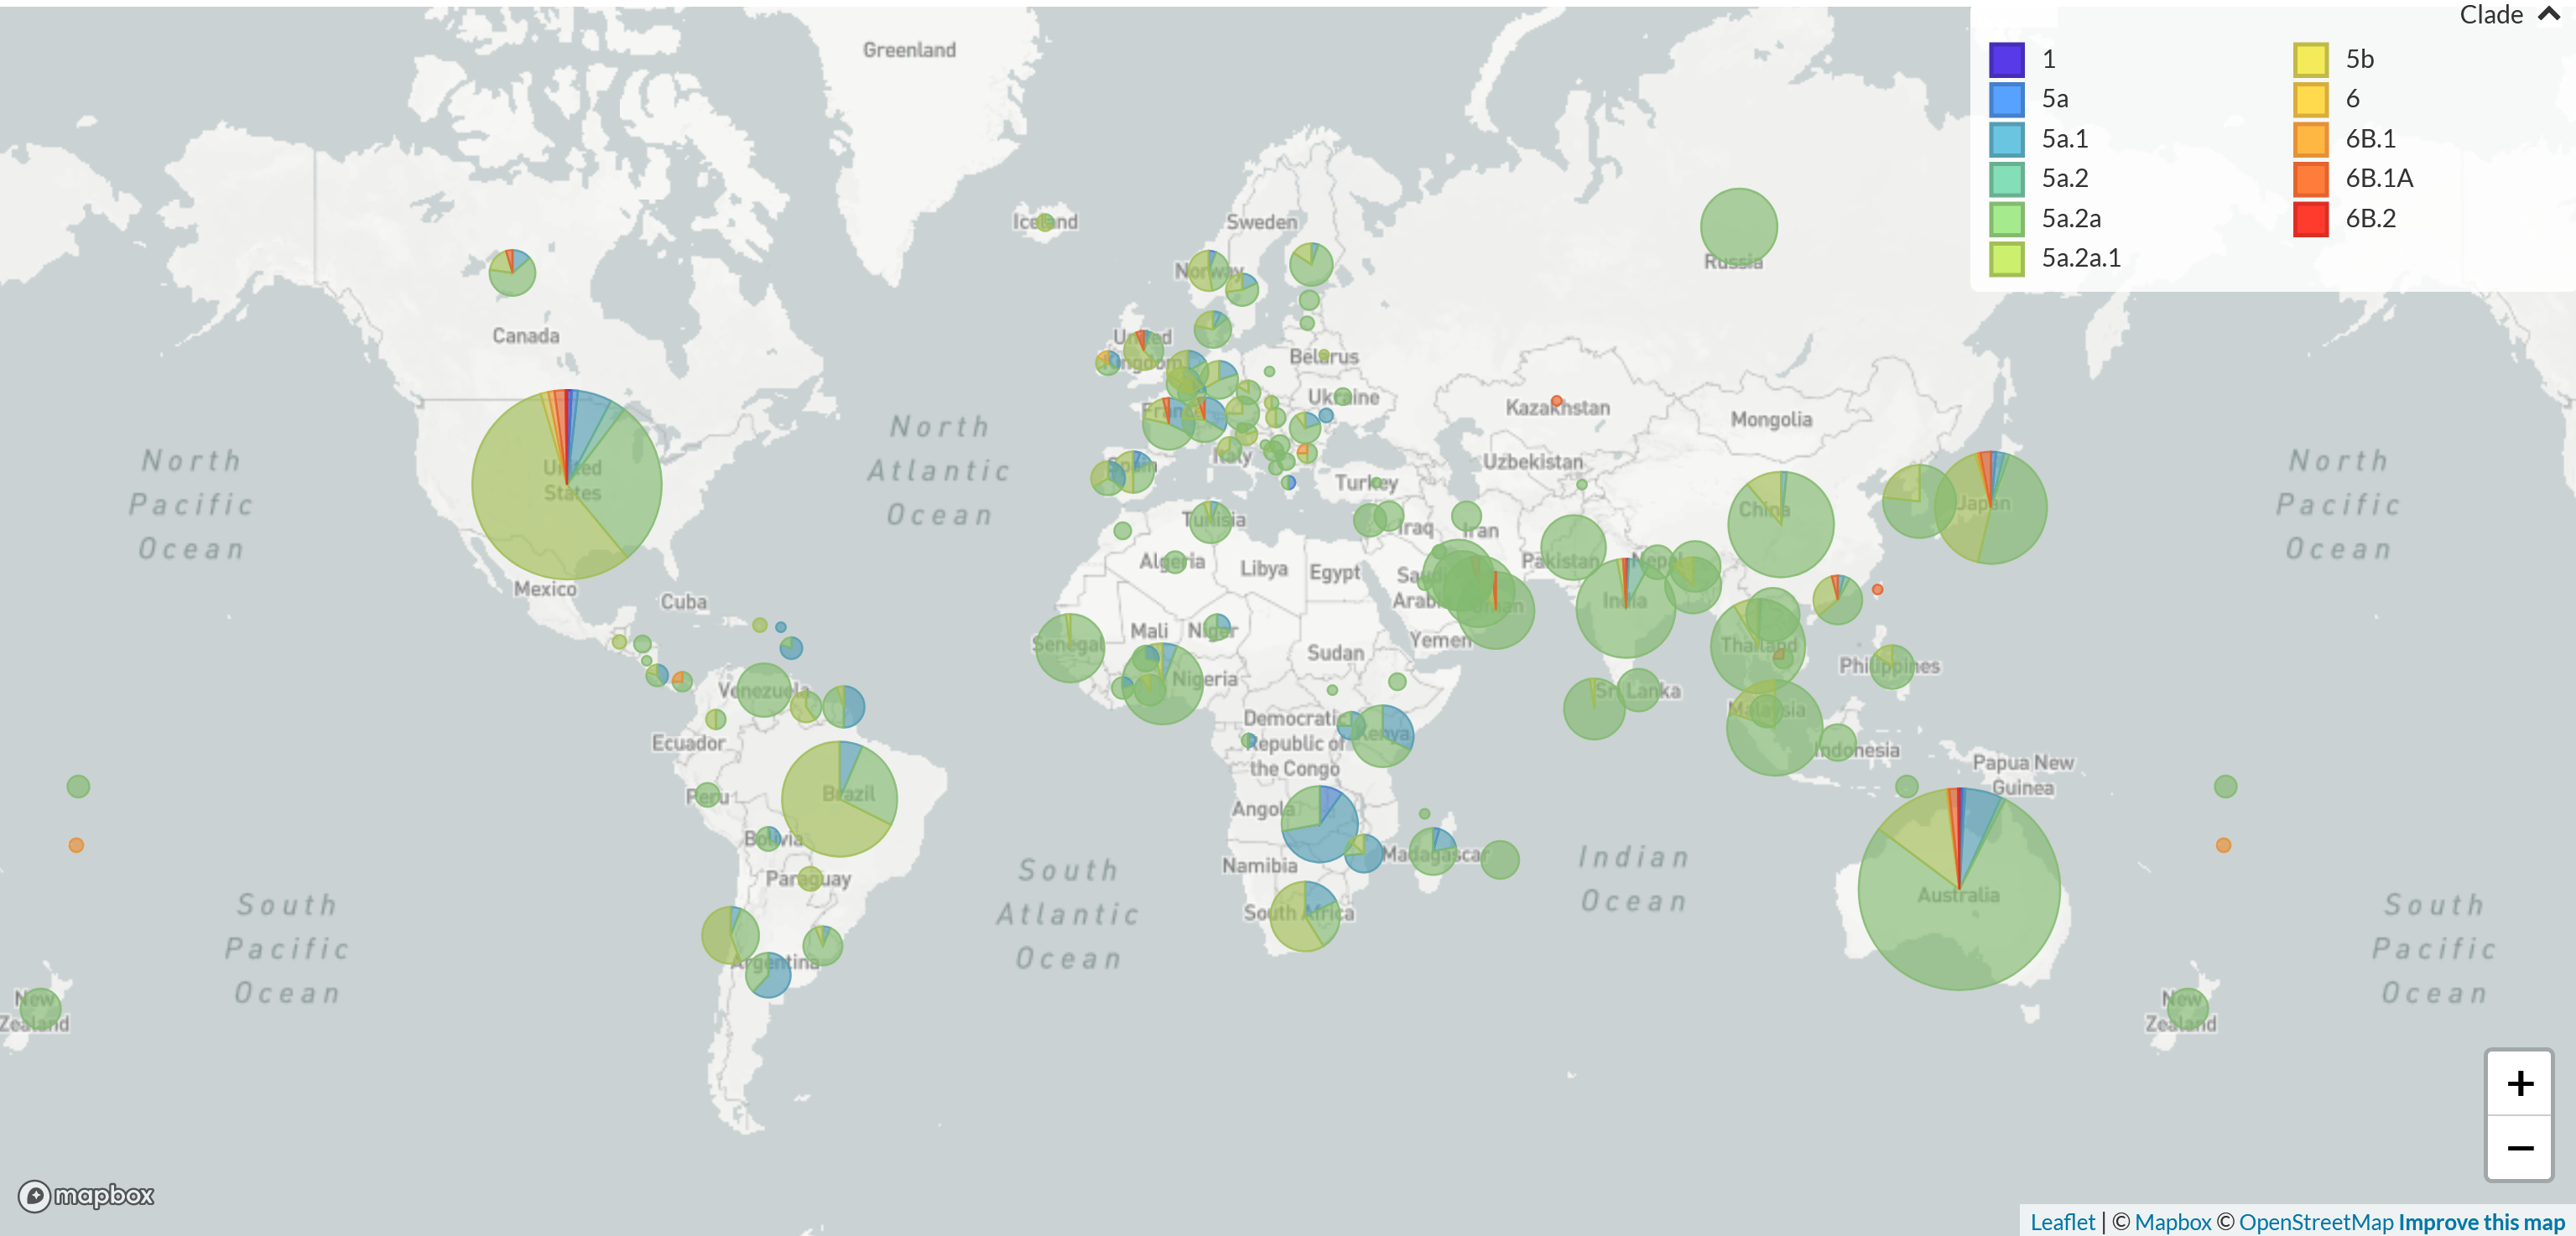 Clade
1
5a
5a.1
5a.2
5a.2a
5a.2a.1
5b
6
6B.1
6B.1A
6B.2
Greenland
Iceland
Sweden
Norway
Russia
Canada
United
Kingdom
Belarus
Ukraine
France
Kazakhstan
Mongolia
North
Pacific
Ocean
North
Atlantic
Ocean
North
Pacific
Ocean
United
States
Spain
Italy
Turkey
Uzbekistan
China
Japan
Tunisia
Iraq
Iran
Algeria
Libya
Egypt
Pakistan
Nepal
Mexico
Cuba
Saudi
Arabia
Oman
India
Senegal
Mali
Niger
Sudan
Yemen
Thailand
Philippines
Nigeria
Venezuela
Sri Lanka
Malaysia
Ecuador
Democratic
Republic of
the Congo
Kenya
Indonesia
Papua New
Guinea
Peru
Brazil
Angola
Bolivia
Namibia
Madagascar
Paraguay
South
Atlantic
Ocean
Indian
Ocean
Australia
South Africa
South
Pacific
Ocean
South
Pacific
Ocean
Argentina
New
Zealand
New
Zealand
+
−
mapbox
Leaflet | © Mapbox © OpenStreetMap Improve this map